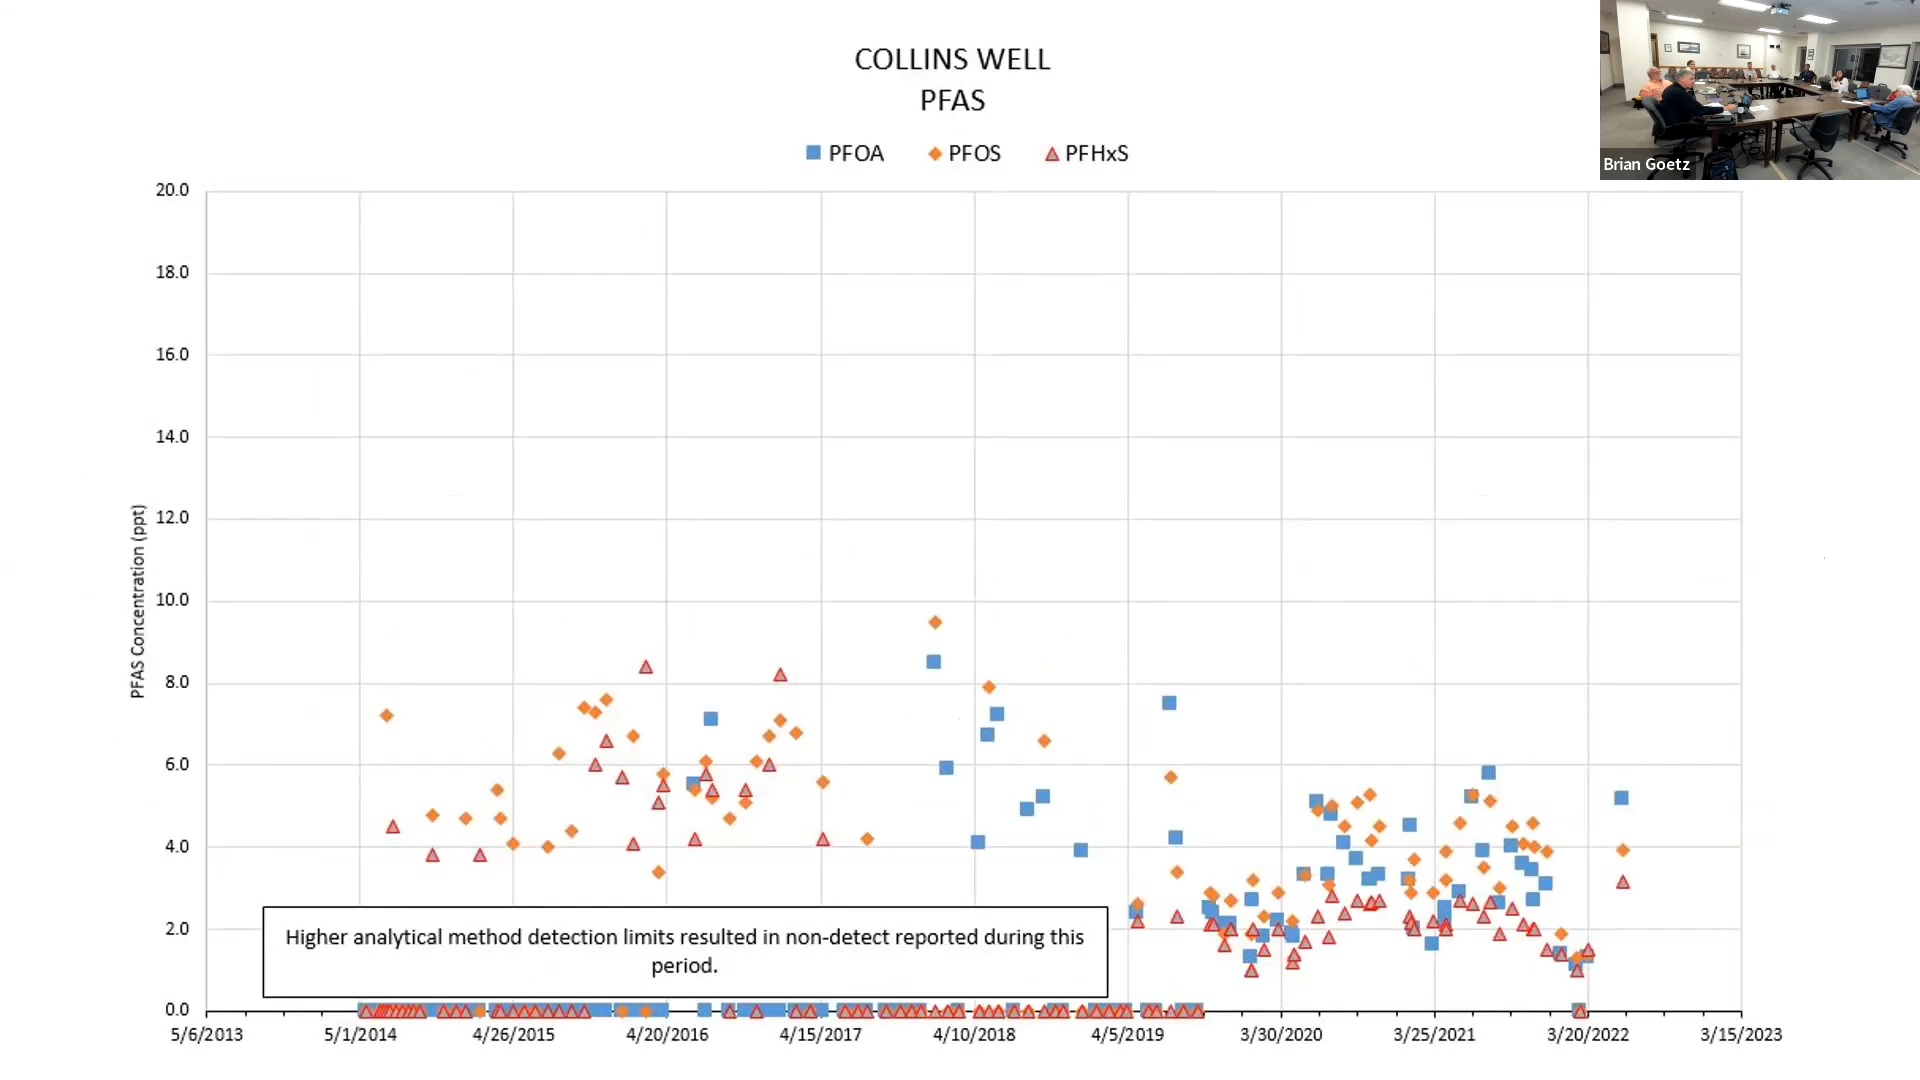 COLLINS WELL
PFAS
PFOA PFOS PFHxS
Brian Goetz
20.0
18.0
16.0
14.0
12.0
10.0
8.0
6.0
4.0
2.0
0.0
PFAS Concentration (ppt)
Higher analytical method detection limits resulted in non-detect reported during this
period.
5/6/2013 5/1/2014 4/26/2015 4/20/2016 4/15/2017 4/10/2018 4/5/2019 3/30/2020 3/25/2021 3/20/2022 3/15/2023